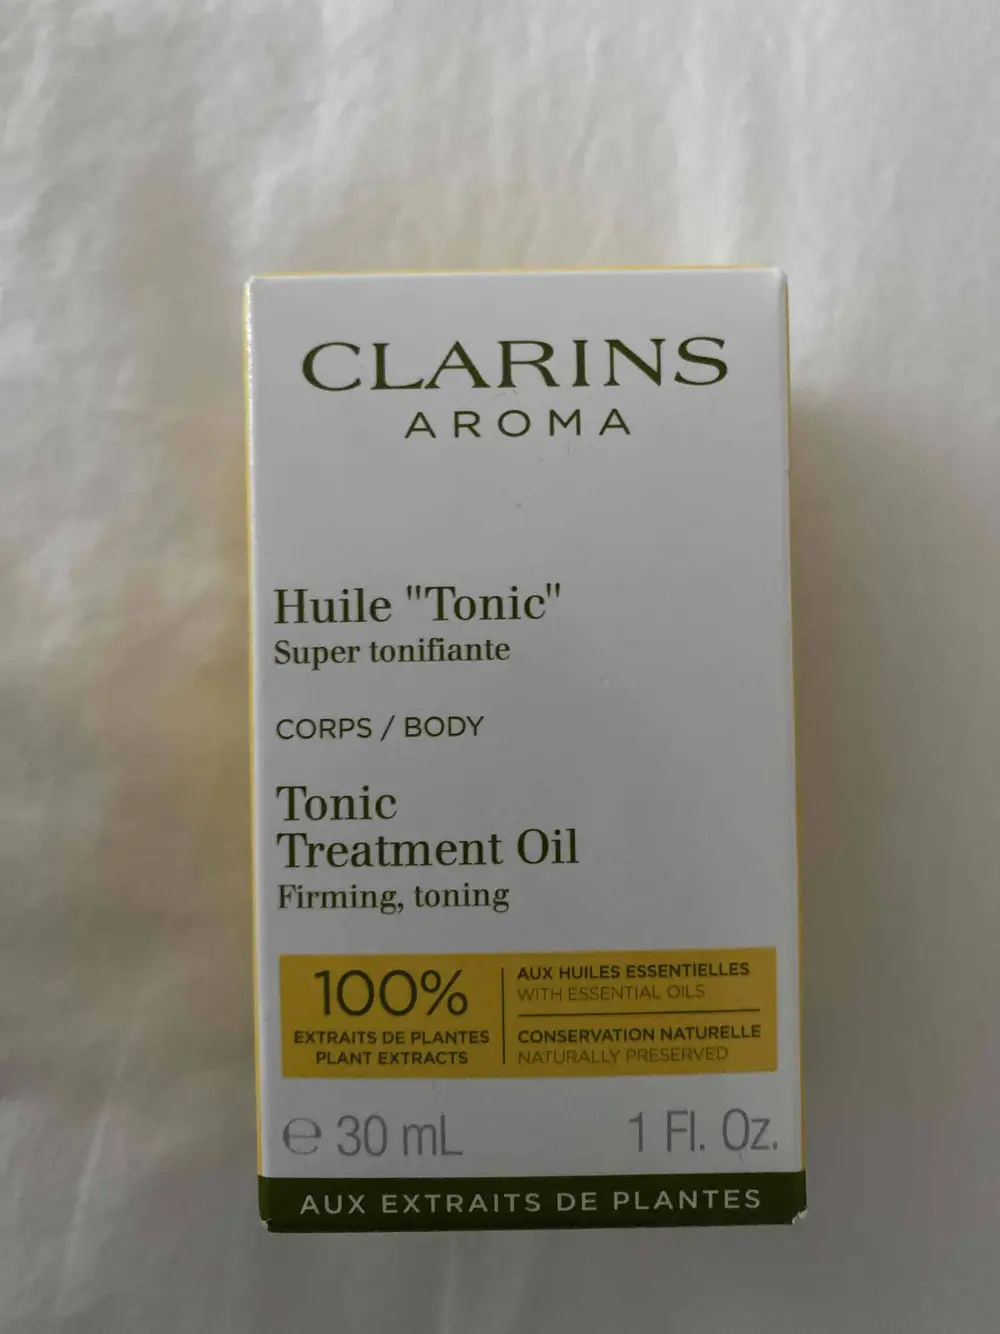 CLARINS
AROMA
Huile "Tonic"
Super tonifiante
CORPS / BODY
Tonic
Treatment Oil
Firming, toning
100%
EXTRAITS DE PLANTES
PLANT EXTRACTS
AUX HUILES ESSENTIELLES
WITH ESSENTIAL OILS
CONSERVATION NATURELLE
NATURALLY PRESERVED
℮ 30 mL 1 Fl. Oz.
AUX EXTRAITS DE PLANTES